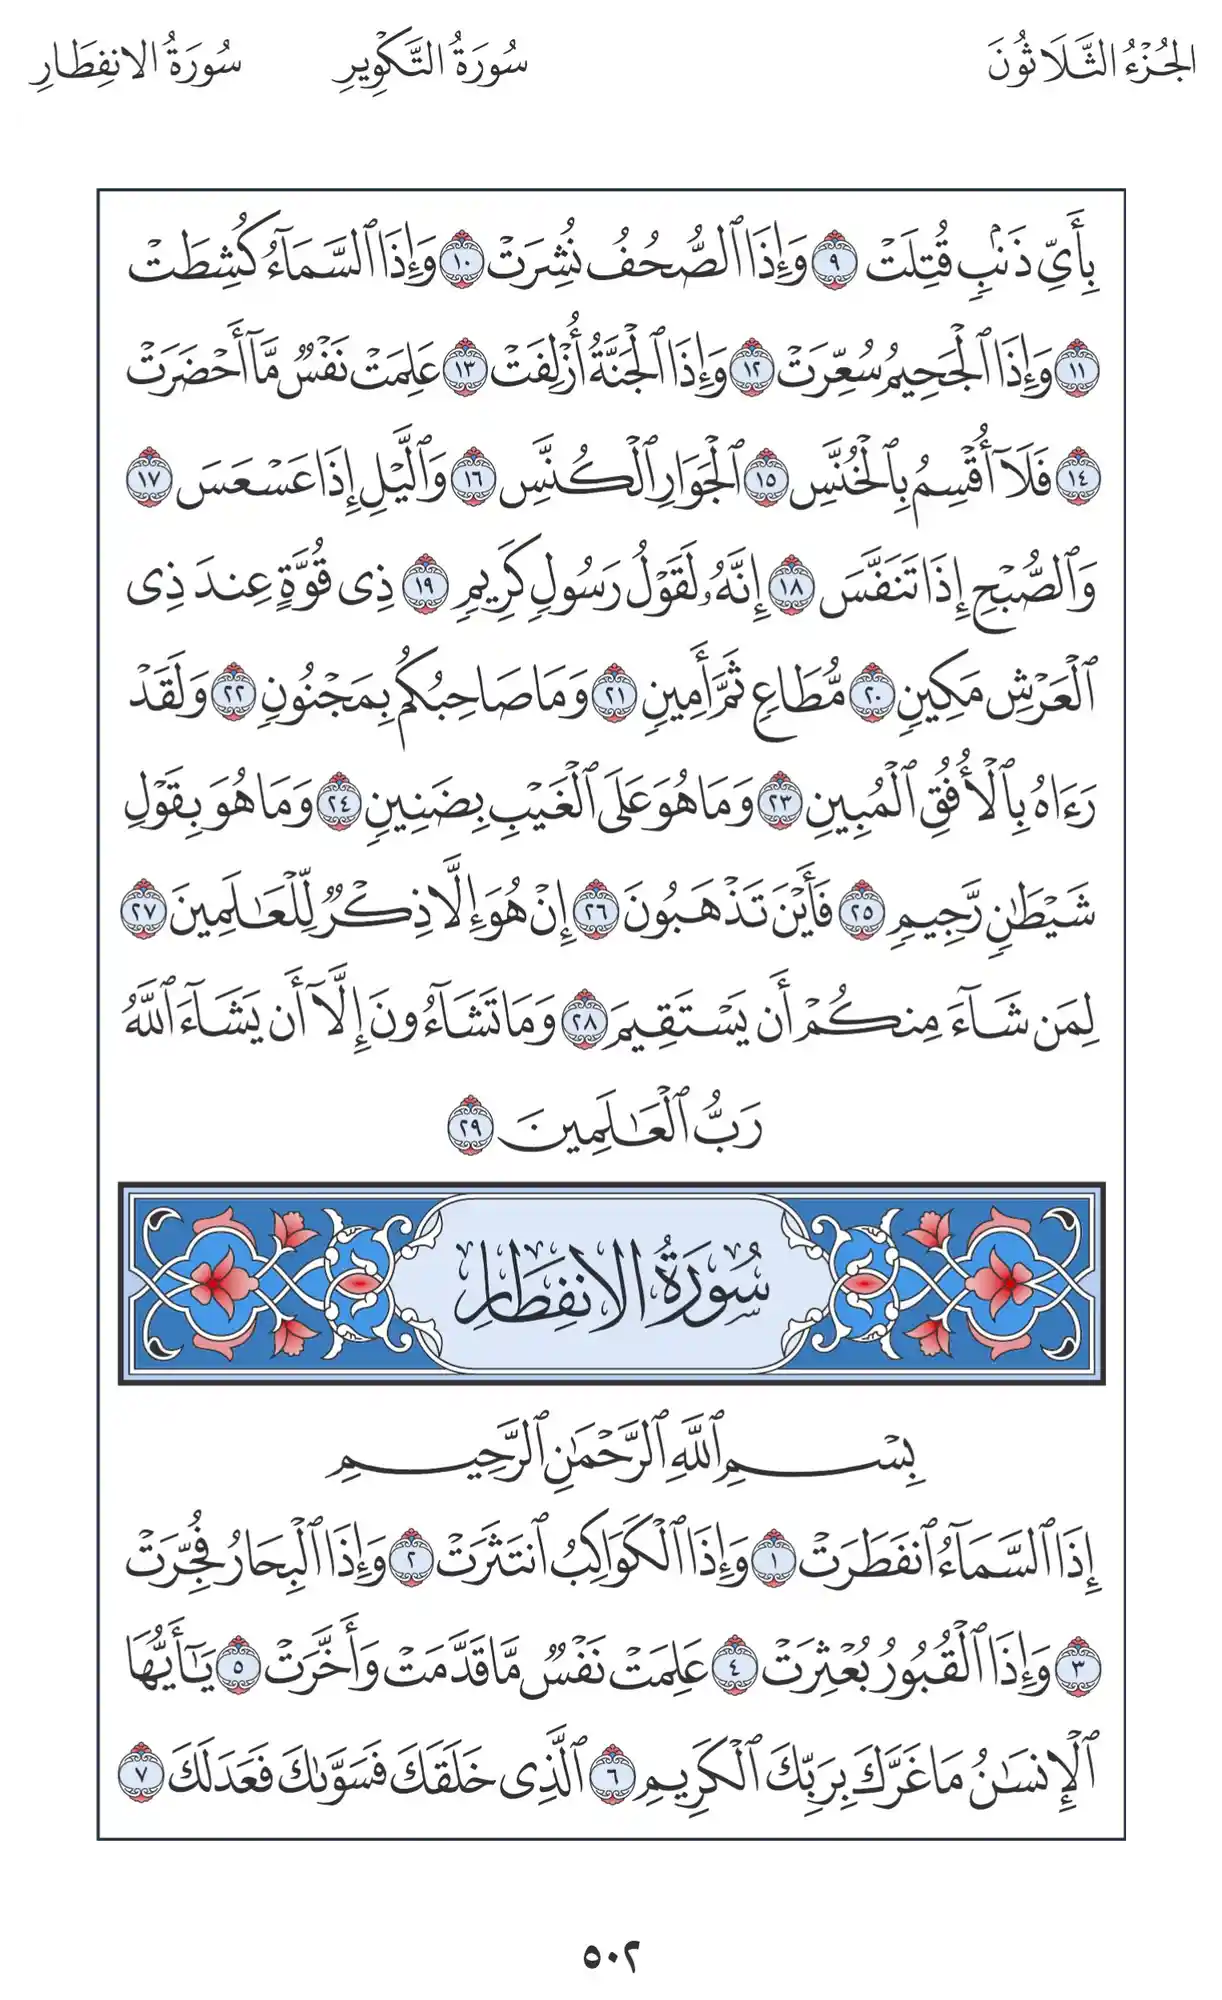 الجُزْءُ الثَّلَاثُونَ سُورَةُ التَّكْوِيرِ سُورَةُ الانفِطَارِ
بِأَيِّ ذَنۢبٖ قُتِلَتۡ ٩ وَإِذَا ٱلصُّحُفُ نُشِرَتۡ ١٠ وَإِذَا ٱلسَّمَآءُ كُشِطَتۡ
١١ وَإِذَا ٱلۡجَحِيمُ سُعِّرَتۡ ١٢ وَإِذَا ٱلۡجَنَّةُ أُزۡلِفَتۡ ١٣ عَلِمَتۡ نَفۡسٞ مَّآ أَحۡضَرَتۡ
١٤ فَلَآ أُقۡسِمُ بِٱلۡخُنَّسِ ١٥ ٱلۡجَوَارِ ٱلۡكُنَّسِ ١٦ وَٱلَّيۡلِ إِذَا عَسۡعَسَ ١٧
وَٱلصُّبۡحِ إِذَا تَنَفَّسَ ١٨ إِنَّهُۥ لَقَوۡلُ رَسُولٖ كَرِيمٖ ١٩ ذِي قُوَّةٍ عِندَ ذِي
ٱلۡعَرۡشِ مَكِينٖ ٢٠ مُّطَاعٖ ثَمَّ أَمِينٖ ٢١ وَمَا صَاحِبُكُم بِمَجۡنُونٖ ٢٢ وَلَقَدۡ
رَءَاهُ بِٱلۡأُفُقِ ٱلۡمُبِينِ ٢٣ وَمَا هُوَ عَلَى ٱلۡغَيۡبِ بِضَنِينٖ ٢٤ وَمَا هُوَ بِقَوۡلِ
شَيۡطَٰنٖ رَّجِيمٖ ٢٥ فَأَيۡنَ تَذۡهَبُونَ ٢٦ إِنۡ هُوَ إِلَّا ذِكۡرٞ لِّلۡعَٰلَمِينَ ٢٧
لِمَن شَآءَ مِنكُمۡ أَن يَسۡتَقِيمَ ٢٨ وَمَا تَشَآءُونَ إِلَّآ أَن يَشَآءَ ٱللَّهُ
رَبُّ ٱلۡعَٰلَمِينَ ٢٩
سُورَةُ الانفِطَارِ
بِسۡمِ ٱللَّهِ ٱلرَّحۡمَٰنِ ٱلرَّحِيمِ
إِذَا ٱلسَّمَآءُ ٱنفَطَرَتۡ ١ وَإِذَا ٱلۡكَوَاكِبُ ٱنتَثَرَتۡ ٢ وَإِذَا ٱلۡبِحَارُ فُجِّرَتۡ
٣ وَإِذَا ٱلۡقُبُورُ بُعۡثِرَتۡ ٤ عَلِمَتۡ نَفۡسٞ مَّا قَدَّمَتۡ وَأَخَّرَتۡ ٥ يَٰٓأَيُّهَا
ٱلۡإِنسَٰنُ مَا غَرَّكَ بِرَبِّكَ ٱلۡكَرِيمِ ٦ ٱلَّذِي خَلَقَكَ فَسَوَّىٰكَ فَعَدَلَكَ ٧
٥٠٢